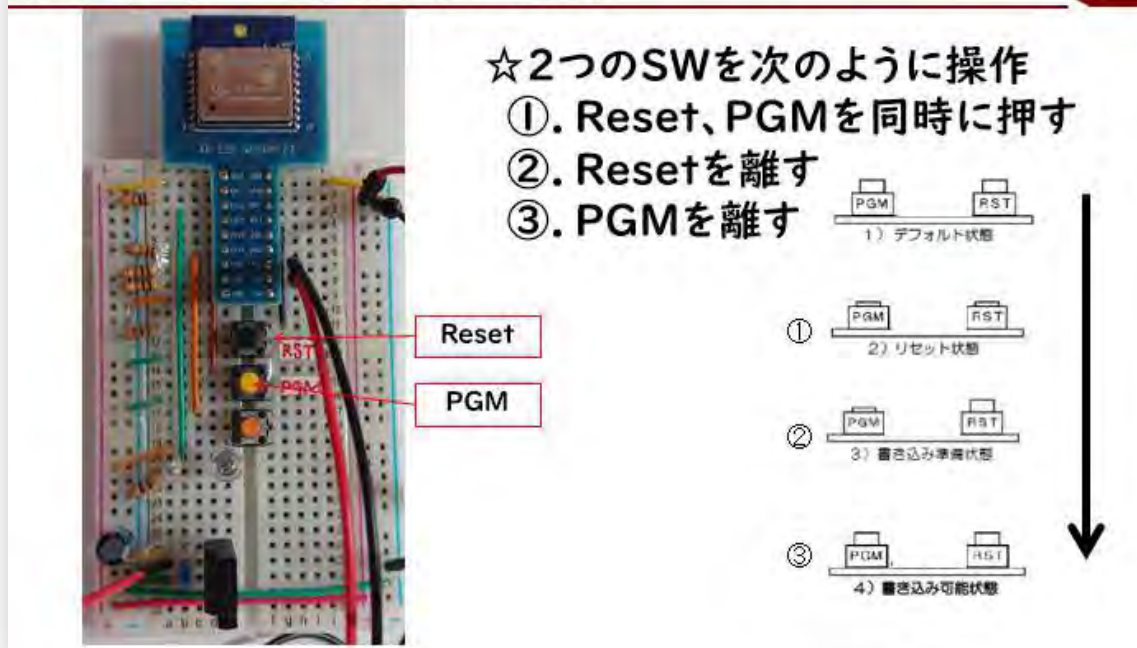 ☆2つのSWを次のように操作
①. Reset、PGMを同時に押す
②. Resetを離す
③. PGMを離す
PGM RST
1) デフォルト状態
Reset
RST
①
PGM RST
2) リセット状態
PGM
PGM
②
PGM RST
3) 書き込み準備状態
③
PGM RST
4) 書き込み可能状態